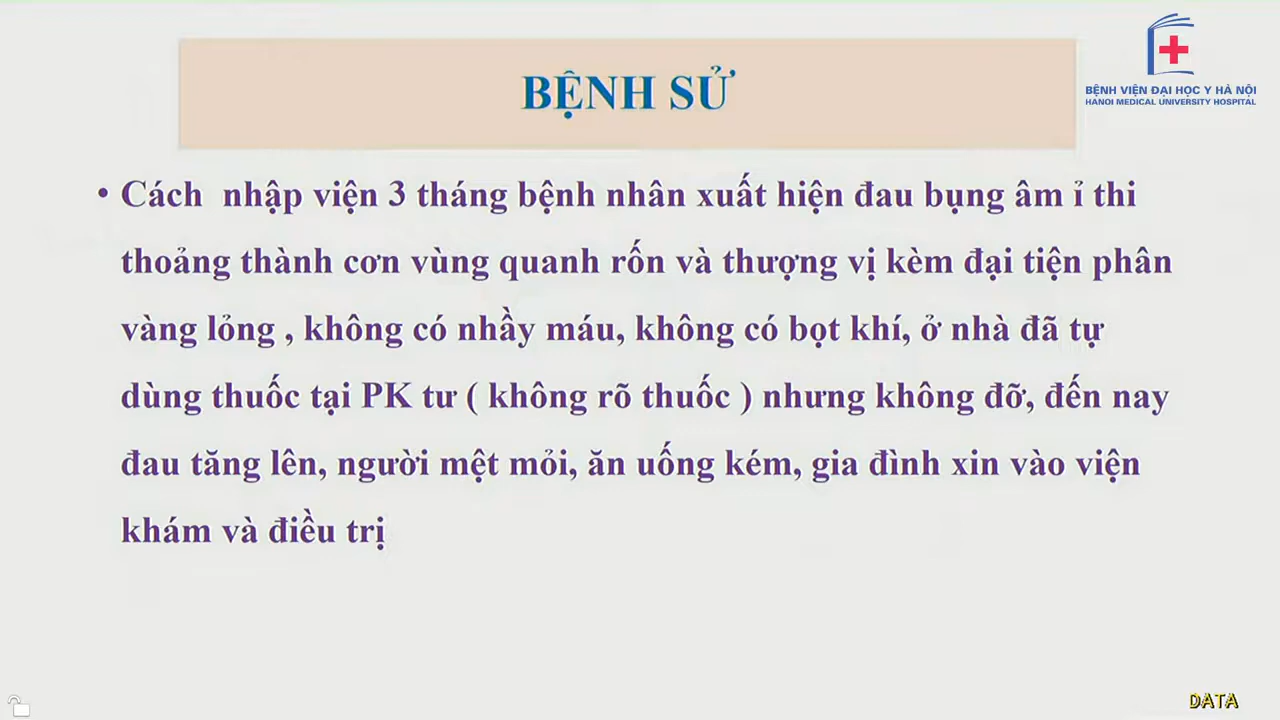 BỆNH VIỆN ĐẠI HỌC Y HÀ NỘI
HANOI MEDICAL UNIVERSITY HOSPITAL
BỆNH SỬ
• Cách nhập viện 3 tháng bệnh nhân xuất hiện đau bụng âm ỉ thi
thoảng thành cơn vùng quanh rốn và thượng vị kèm đại tiện phân
vàng lỏng , không có nhầy máu, không có bọt khí, ở nhà đã tự
dùng thuốc tại PK tư ( không rõ thuốc ) nhưng không đỡ, đến nay
đau tăng lên, người mệt mỏi, ăn uống kém, gia đình xin vào viện
khám và điều trị
DATA